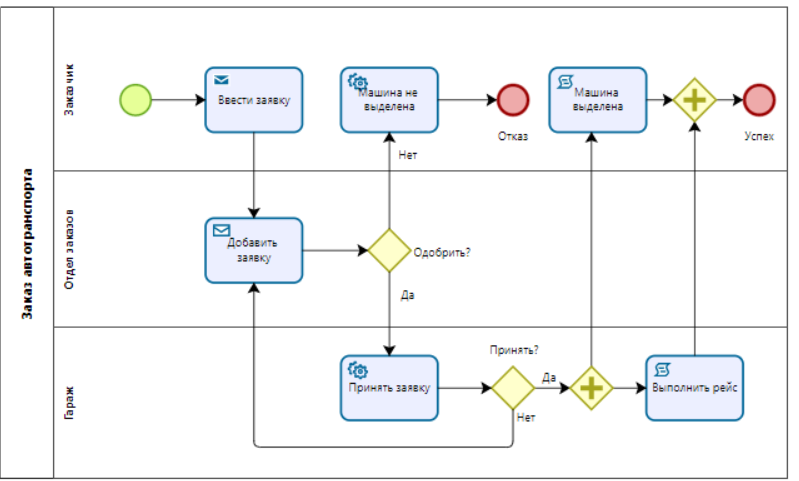 Заказ автотранспорта
Заказчик
Ввести заявку
Машина не
выделена
Отказ
Машина
выделена
Успех
Нет
Отдел заказов
Добавить
заявку
Одобрить?
Да
Гараж
Принять заявку
Принять?
Да
Нет
Выполнить рейс